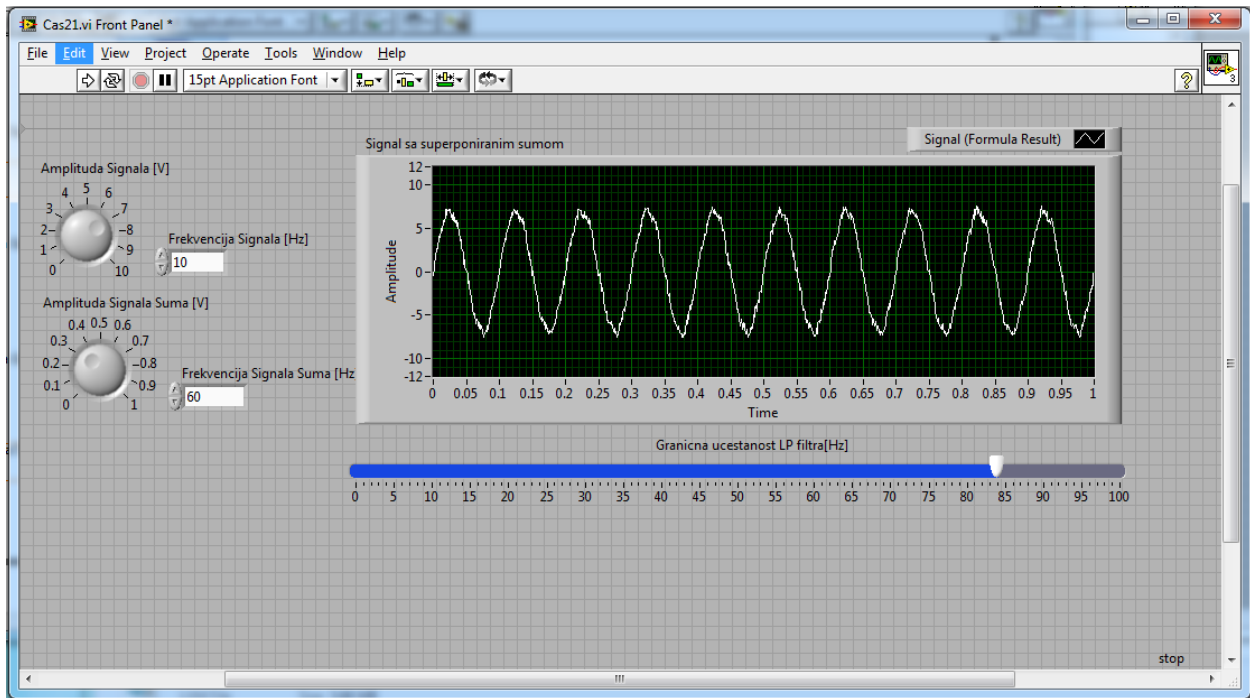 Cas21.vi Front Panel *
File Edit View Project Operate Tools Window Help
15pt Application Font
3
Signal sa superponiranim sumom
Signal (Formula Result)
Amplituda Signala [V]
0 1 2 3 4 5 6 7 8 9 10
Frekvencija Signala [Hz]
10
Amplituda Signala Suma [V]
0 0.1 0.2 0.3 0.4 0.5 0.6 0.7 0.8 0.9 1
Frekvencija Signala Suma [Hz
60
Amplitude
12
10
5
0
-5
-10
-12
0 0.05 0.1 0.15 0.2 0.25 0.3 0.35 0.4 0.45 0.5 0.55 0.6 0.65 0.7 0.75 0.8 0.85 0.9 0.95 1
Time
Granicna ucestanost LP filtra[Hz]
0 5 10 15 20 25 30 35 40 45 50 55 60 65 70 75 80 85 90 95 100
stop